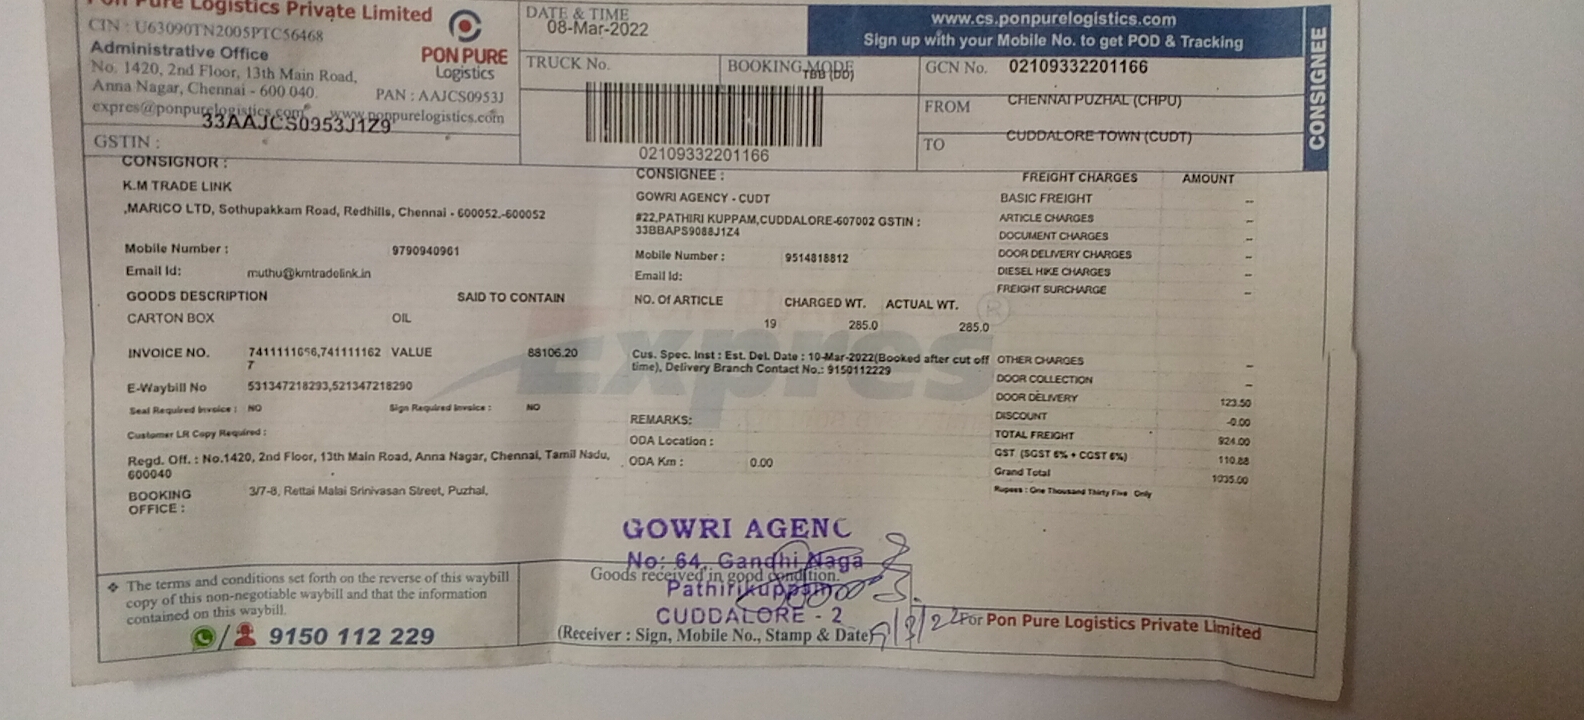 Pon Pure Logistics Private Limited
CIN : U63090TN2005PTC56468
Administrative Office
No. 1420, 2nd Floor, 13th Main Road,
Anna Nagar, Chennai - 600 040.
PAN : AAJCS0953J
expres@ponpurelogistics.com www.ponpurelogistics.com
33AAJCS0953J1Z9
GSTIN :
PON PURE
Logistics
DATE & TIME
08-Mar-2022
TRUCK No.
BOOKING MODE
TBB (DD)
02109332201166
www.cs.ponpurelogistics.com
Sign up with your Mobile No. to get POD & Tracking
GCN No. 02109332201166
FROM CHENNAI PUZHAL (CHPU)
TO CUDDALORE TOWN (CUDT)
CONSIGNEE
CONSIGNOR :
K.M TRADE LINK
,MARICO LTD, Sothupakkam Road, Redhills, Chennai - 600052.-600052
Mobile Number : 9790940961
Email Id: muthu@kmtradelink.in
CONSIGNEE :
GOWRI AGENCY - CUDT
#22,PATHIRI KUPPAM,CUDDALORE-607002 GSTIN :
33BBAPS9088J1Z4
Mobile Number : 9514818812
Email Id:
FREIGHT CHARGES AMOUNT
BASIC FREIGHT --
ARTICLE CHARGES --
DOCUMENT CHARGES --
DOOR DELIVERY CHARGES --
DIESEL HIKE CHARGES --
FREIGHT SURCHARGE --
GOODS DESCRIPTION SAID TO CONTAIN NO. Of ARTICLE CHARGED WT. ACTUAL WT.
CARTON BOX OIL 19 285.0 285.0
Expres ®
INVOICE NO. 7411111656,741111162 VALUE 88106.20
7
E-Waybill No 531347218293,521347218290
Seal Required Invoice : NO Sign Required Invoice : NO
Customer LR Copy Required :
Regd. Off. : No.1420, 2nd Floor, 13th Main Road, Anna Nagar, Chennai, Tamil Nadu,
600040
BOOKING OFFICE : 3/7-8, Rettai Malai Srinivasan Street, Puzhal,
Cus. Spec. Inst : Est. Del. Date : 10-Mar-2022(Booked after cut off
time), Delivery Branch Contact No.: 9150112229
REMARKS:
ODA Location :
ODA Km : 0.00
OTHER CHARGES --
DOOR COLLECTION --
DOOR DELIVERY 123.50
DISCOUNT -0.00
TOTAL FREIGHT 924.00
GST (SGST 6% + CGST 6%) 110.88
Grand Total 1035.00
Rupees : One Thousand Thirty Five Only
GOWRI AGENC
No: 64, Gandhi Naga
Goods received in good condition.
Pathirikuppam
CUDDALORE - 2
(Receiver : Sign, Mobile No., Stamp & Date)
❖ The terms and conditions set forth on the reverse of this waybill
copy of this non-negotiable waybill and that the information
contained on this waybill.
/ 9150 112 229
For Pon Pure Logistics Private Limited